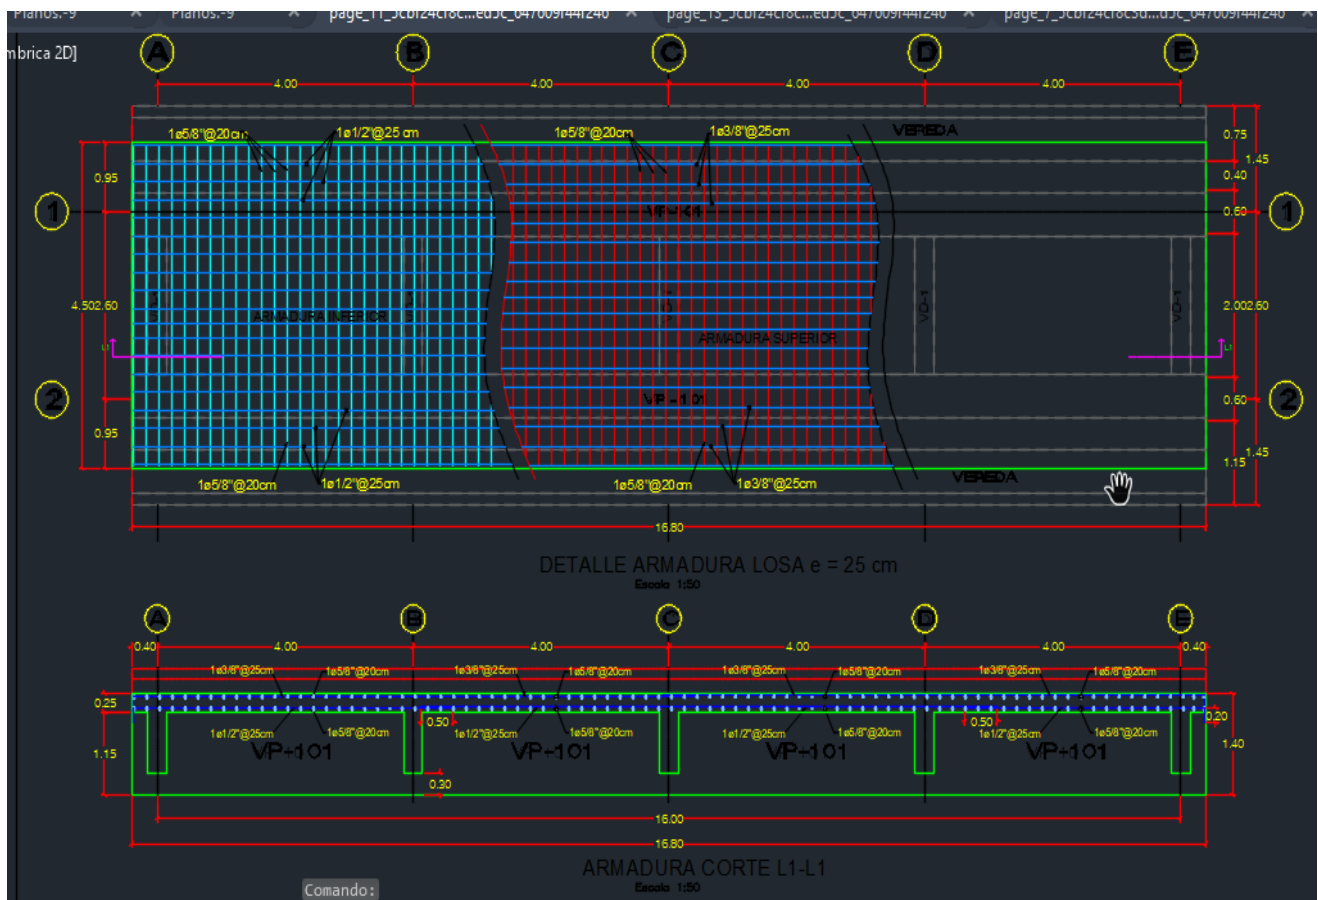 Planos.-9 × Planos.-9 ×
mbrica 2D]
A B C D E
4.00 4.00 4.00 4.00
VEREDA
1ø5/8"@20cm 1ø1/2"@25 cm 1ø5/8"@20cm 1ø3/8"@25cm
0.75
1.45
0.95
0.40
1 VP-101 0.60 1
4.50 2.60 ARMADURA INFERIOR VD-1 VD-1 VD-1 2.00 2.60
ARMADURA SUPERIOR
L1 L1
2 VP-101 0.60 2
0.95
1.15 1.45
1ø5/8"@20cm 1ø1/2"@25cm 1ø5/8"@20cm 1ø3/8"@25cm
VEREDA
16.80
DETALLE ARMADURA LOSA e = 25 cm
Escala 1:50
A B C D E
0.40 4.00 4.00 4.00 4.00 0.40
1ø3/8"@25cm 1ø5/8"@20cm 1ø3/8"@25cm 1ø5/8"@20cm 1ø3/8"@25cm 1ø5/8"@20cm 1ø3/8"@25cm 1ø5/8"@20cm
0.25
0.50 0.50 0.20
1ø1/2"@25cm 1ø5/8"@20cm 1ø1/2"@25cm 1ø5/8"@20cm 1ø1/2"@25cm 1ø5/8"@20cm 1ø1/2"@25cm 1ø5/8"@20cm
1.15 VP-101 VP-101 VP-101 VP-101 1.40
0.30
16.00
16.80
ARMADURA CORTE L1-L1
Escala 1:50
Comando: